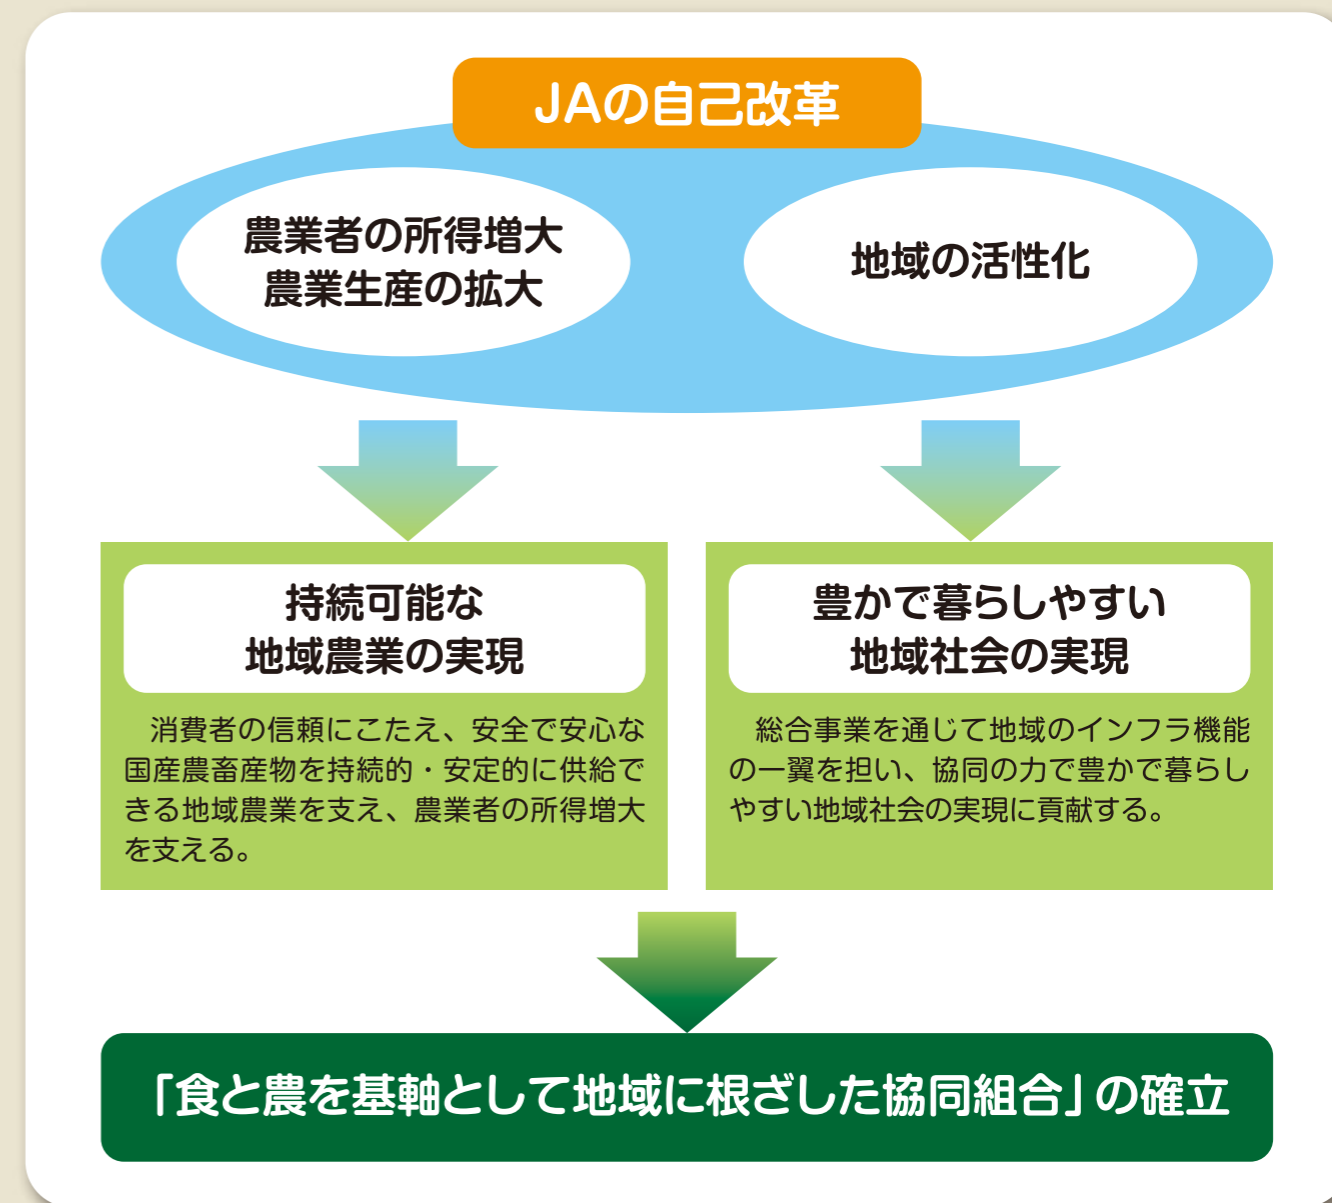 JAの自己改革
農業者の所得増大
農業生産の拡大
地域の活性化
持続可能な
地域農業の実現
消費者の信頼にこたえ、安全で安心な
国産農畜産物を持続的・安定的に供給で
きる地域農業を支え、農業者の所得増大
を支える。
豊かで暮らしやすい
地域社会の実現
総合事業を通じて地域のインフラ機能
の一翼を担い、協同の力で豊かで暮らし
やすい地域社会の実現に貢献する。
「食と農を基軸として地域に根ざした協同組合」の確立